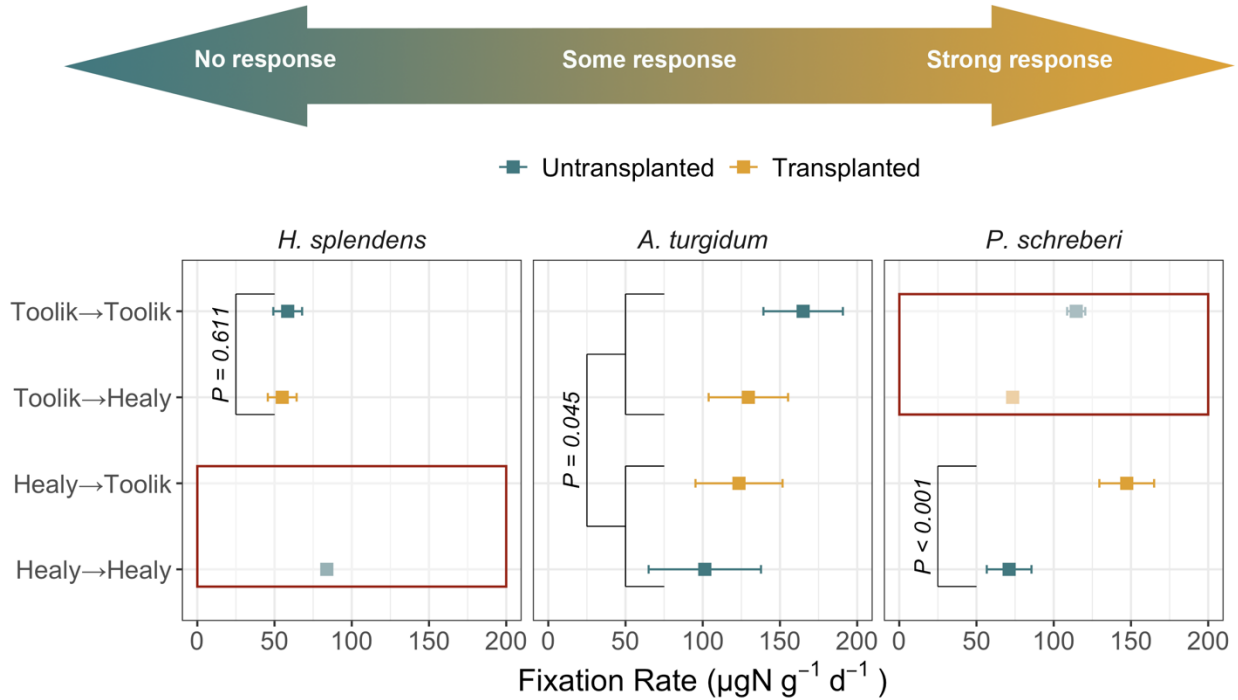 No response Some response Strong response
Untransplanted Transplanted
H. splendens A. turgidum P. schreberi
Toolik→Toolik
Toolik→Healy
Healy→Toolik
Healy→Healy
P = 0.611
P = 0.045
P < 0.001
0 50 100 150 200 0 50 100 150 200 0 50 100 150 200
Fixation Rate (µgN g⁻¹ d⁻¹ )